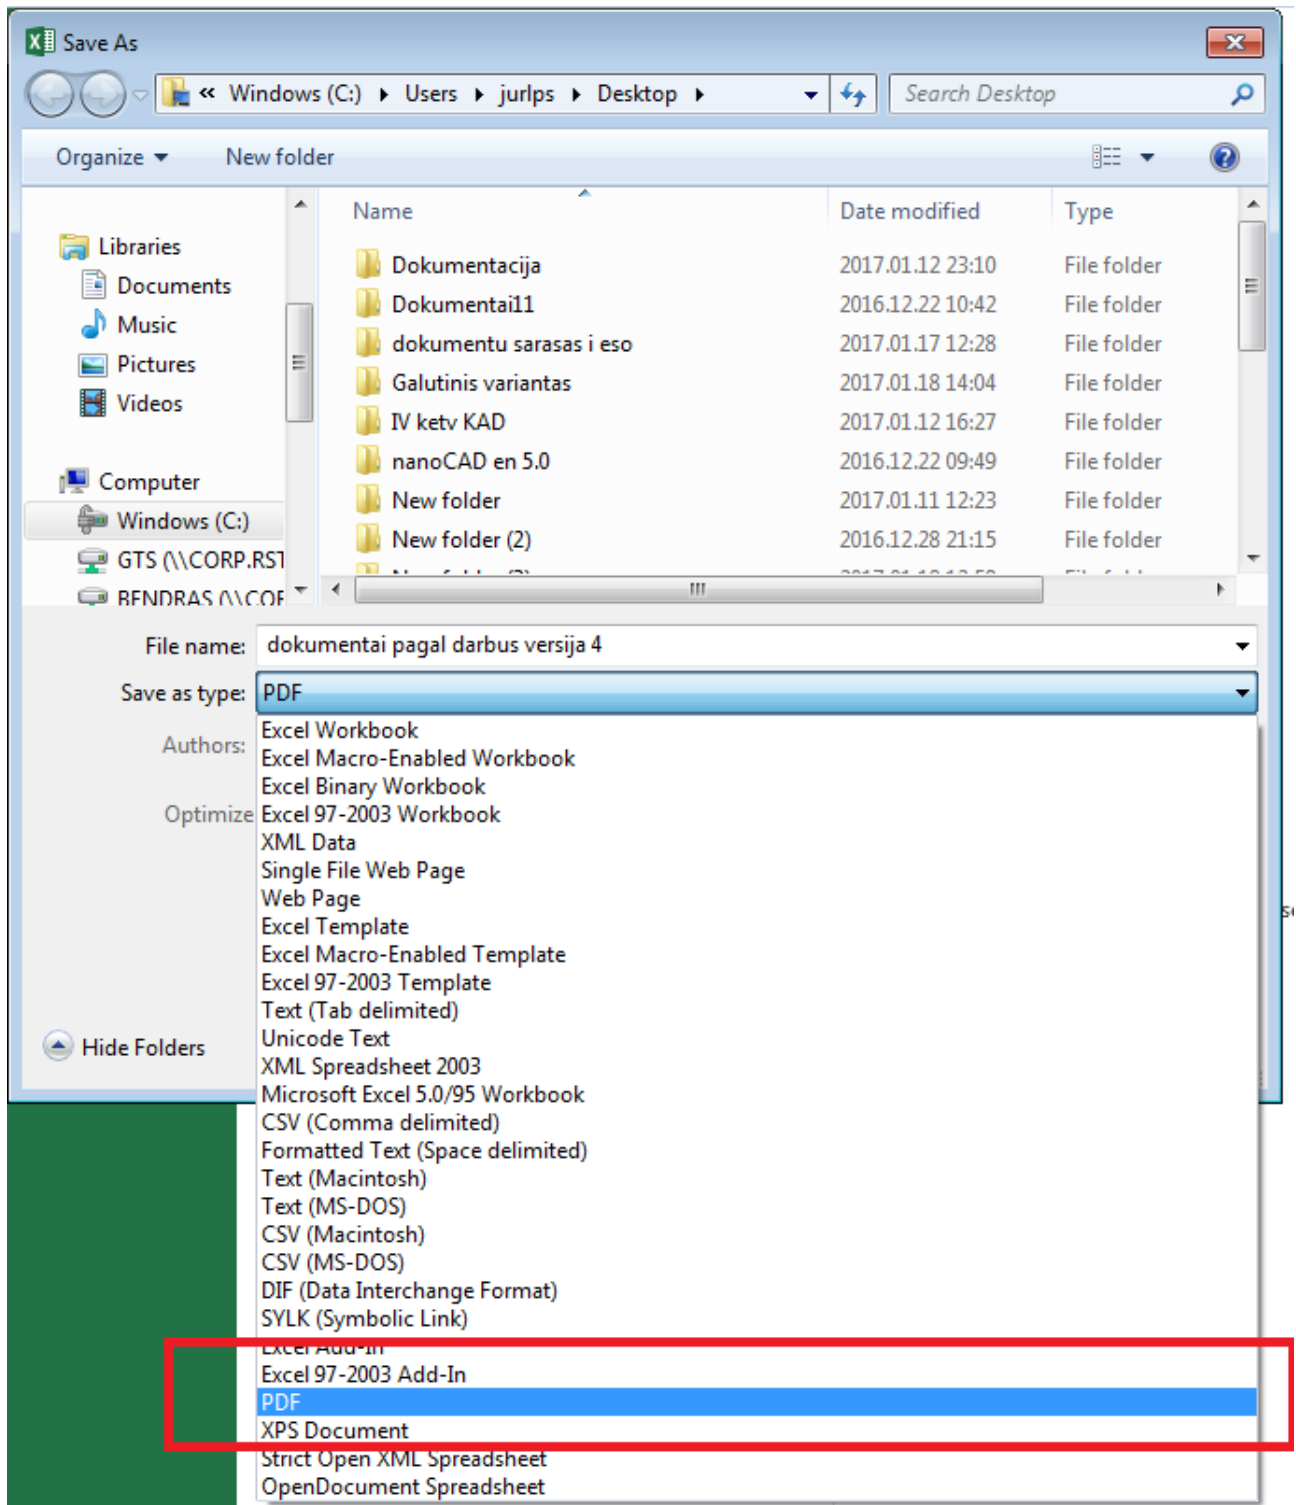 Save As
« Windows (C:) ▸ Users ▸ jurlps ▸ Desktop ▸
Search Desktop
Organize
New folder
Name
Date modified
Type
Libraries
Documents
Music
Pictures
Videos
Computer
Windows (C:)
GTS (\\CORP.RST
BENDRAS (\\COF
Dokumentacija 2017.01.12 23:10 File folder
Dokumentai11 2016.12.22 10:42 File folder
dokumentu sarasas i eso 2017.01.17 12:28 File folder
Galutinis variantas 2017.01.18 14:04 File folder
IV ketv KAD 2017.01.12 16:27 File folder
nanoCAD en 5.0 2016.12.22 09:49 File folder
New folder 2017.01.11 12:23 File folder
New folder (2) 2016.12.28 21:15 File folder
File name: dokumentai pagal darbus versija 4
Save as type: PDF
Authors:
Optimize
Excel Workbook
Excel Macro-Enabled Workbook
Excel Binary Workbook
Excel 97-2003 Workbook
XML Data
Single File Web Page
Web Page
Excel Template
Excel Macro-Enabled Template
Excel 97-2003 Template
Text (Tab delimited)
Unicode Text
XML Spreadsheet 2003
Microsoft Excel 5.0/95 Workbook
CSV (Comma delimited)
Formatted Text (Space delimited)
Text (Macintosh)
Text (MS-DOS)
CSV (Macintosh)
CSV (MS-DOS)
DIF (Data Interchange Format)
SYLK (Symbolic Link)
Excel Add-In
Excel 97-2003 Add-In
PDF
XPS Document
Strict Open XML Spreadsheet
OpenDocument Spreadsheet
Hide Folders